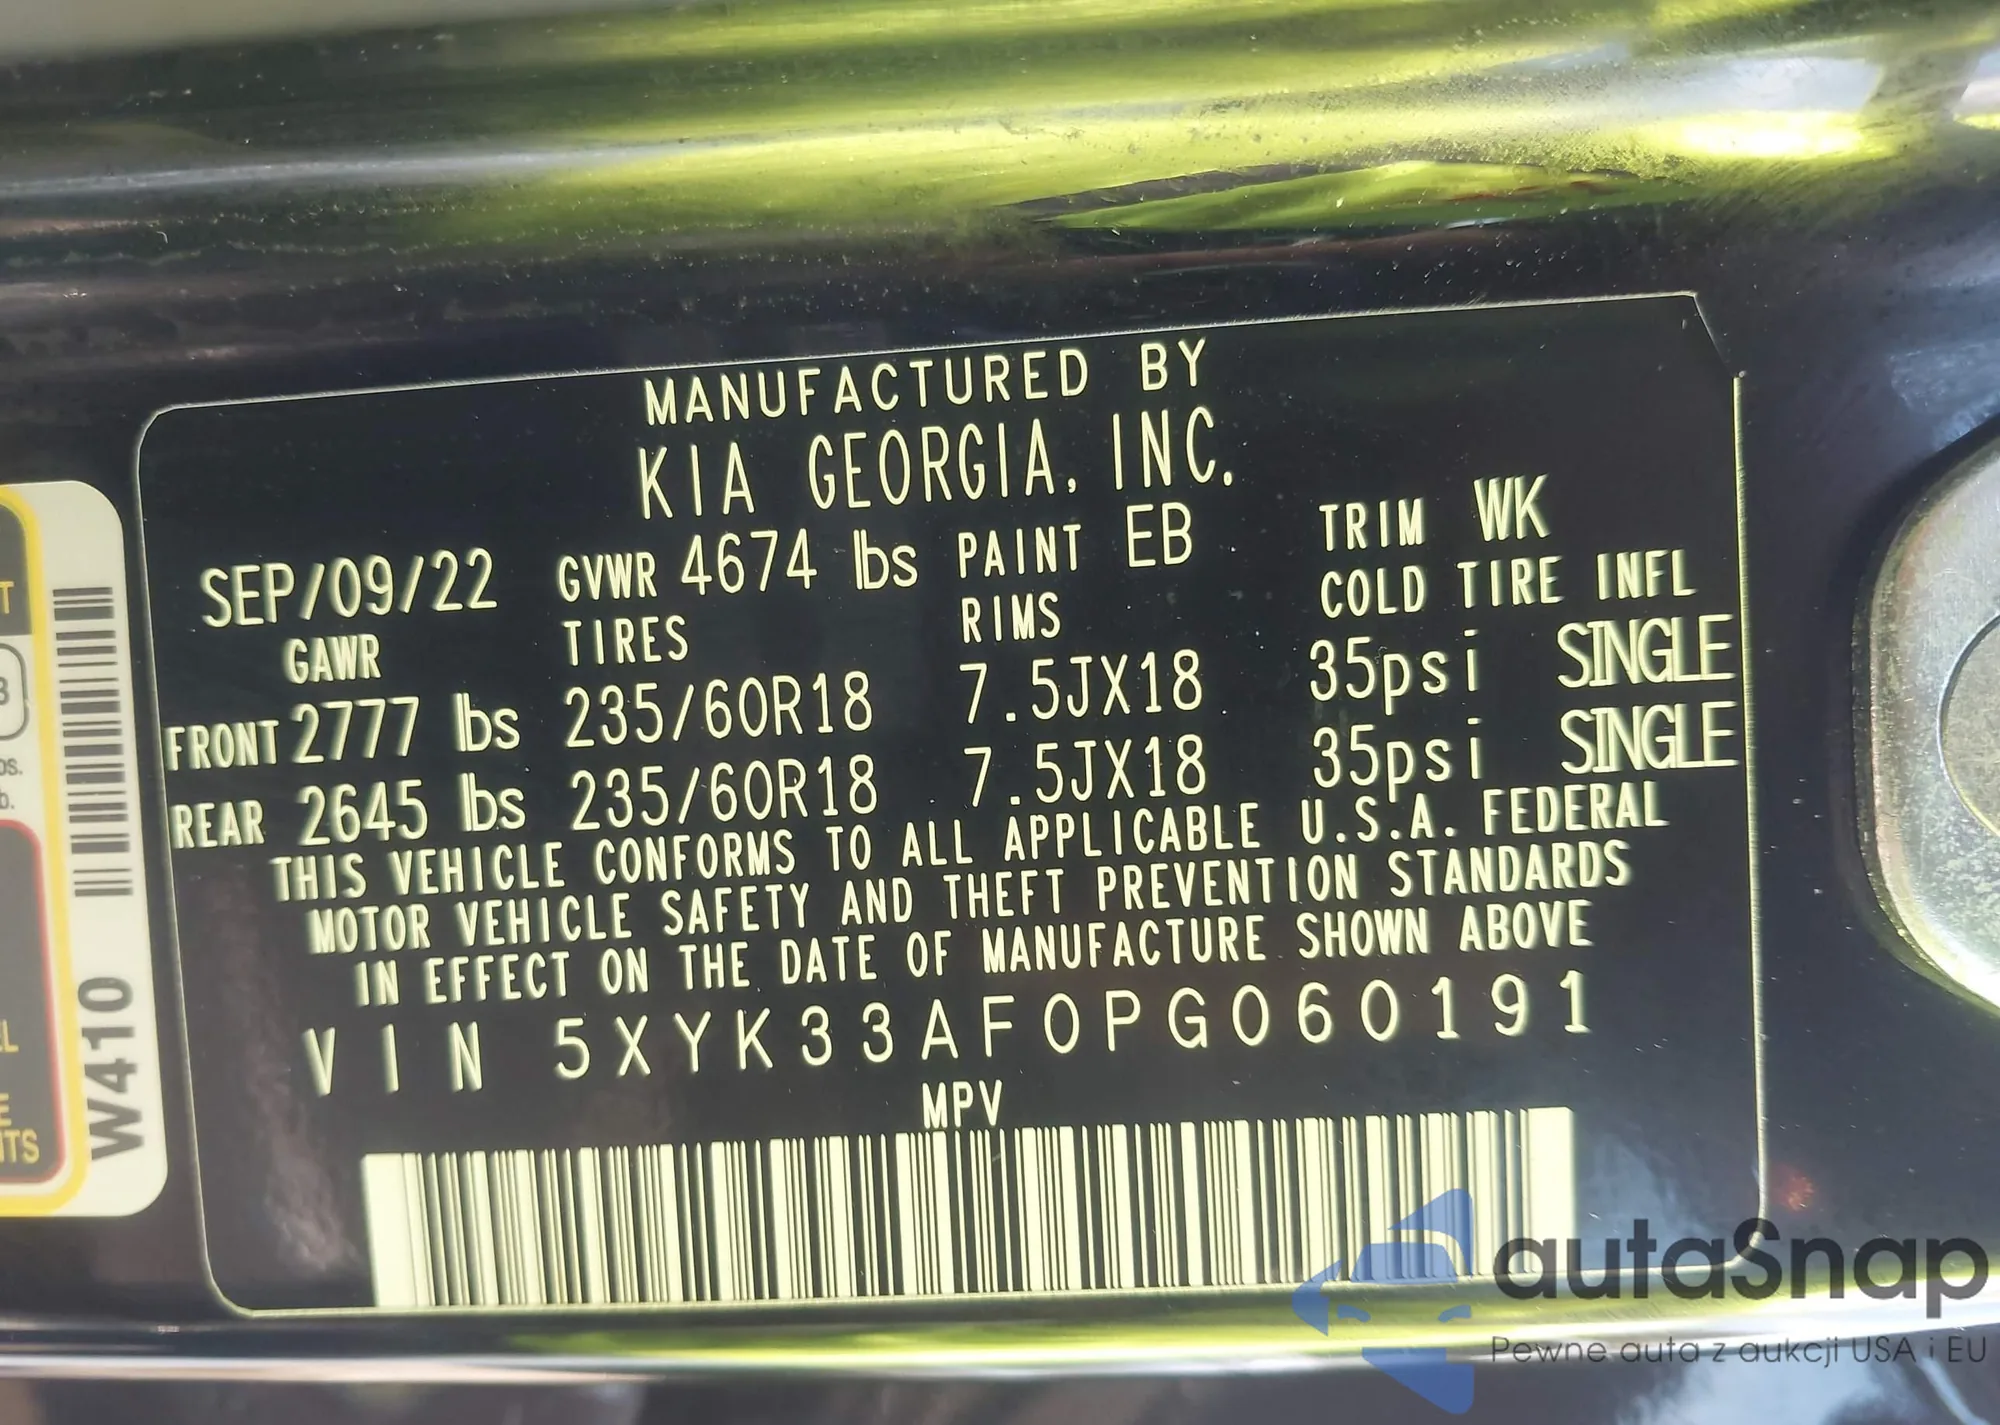 MANUFACTURED BY
KIA GEORGIA, INC.
SEP/09/22 GVWR 4674 lbs PAINT EB TRIM WK
GAWR TIRES RIMS COLD TIRE INFL
FRONT 2777 lbs 235/60R18 7.5JX18 35psi SINGLE
REAR 2645 lbs 235/60R18 7.5JX18 35psi SINGLE
THIS VEHICLE CONFORMS TO ALL APPLICABLE U.S.A. FEDERAL
MOTOR VEHICLE SAFETY AND THEFT PREVENTION STANDARDS
IN EFFECT ON THE DATE OF MANUFACTURE SHOWN ABOVE
VIN 5XYK33AF0PG060191
MPV
W410
autaSnap
Pewne auta z aukcji USA i EU